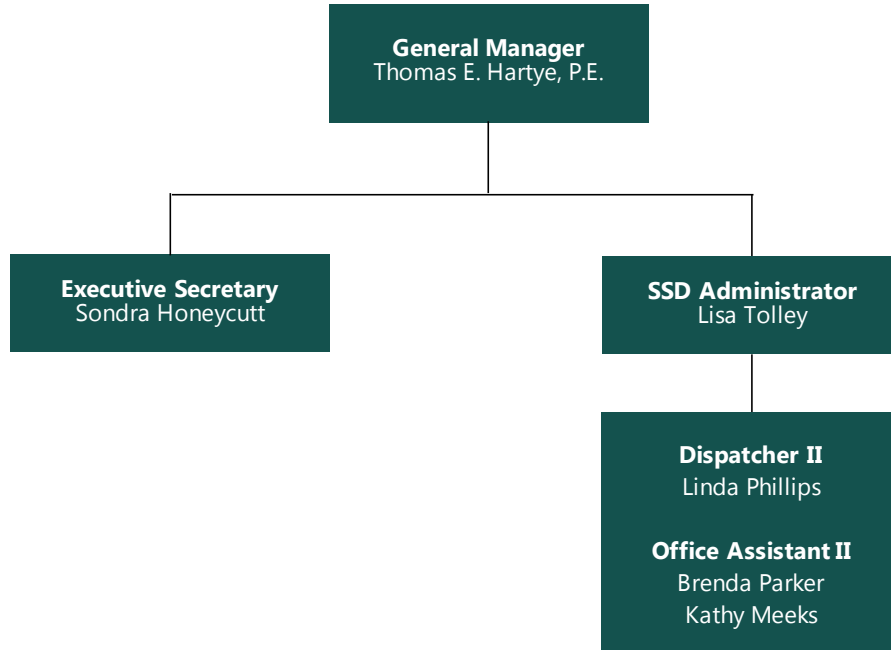 General Manager
Thomas E. Hartye, P.E.
Executive Secretary
Sondra Honeycutt
SSD Administrator
Lisa Tolley
Dispatcher II
Linda Phillips
Office Assistant II
Brenda Parker
Kathy Meeks